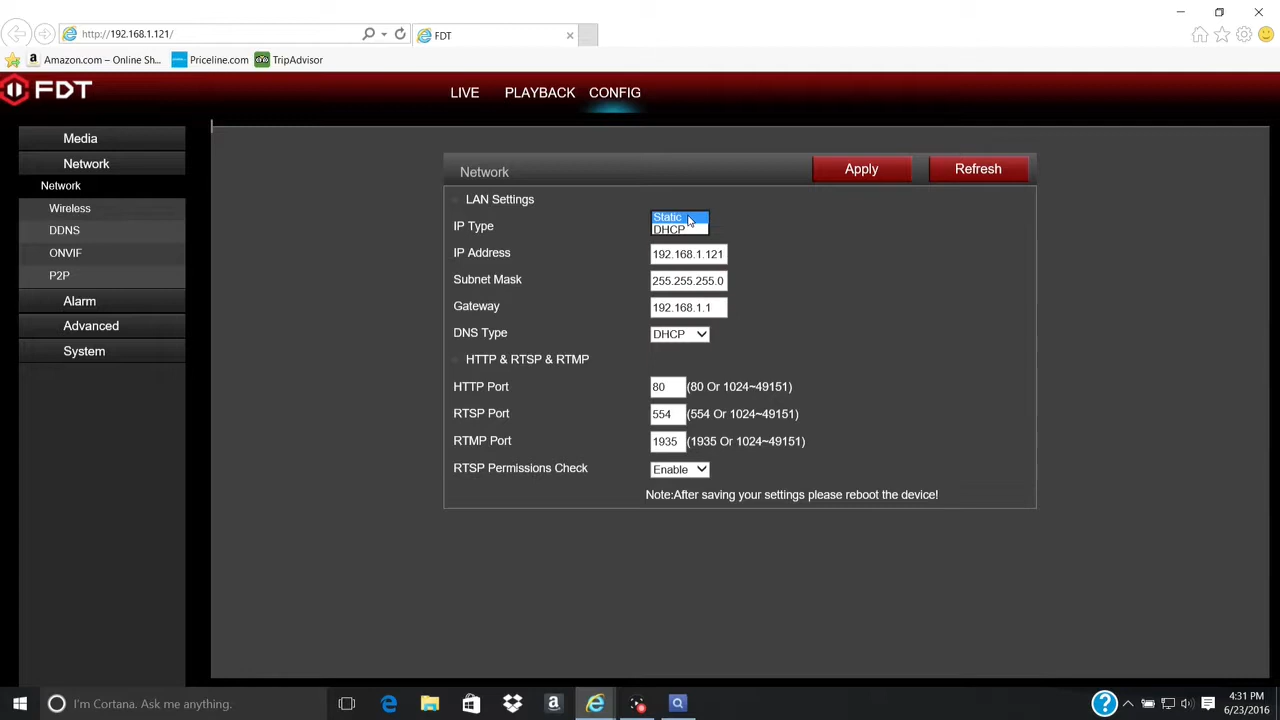 http://192.168.1.121/
FDT
Amazon.com – Online Sh...
Priceline.com
TripAdvisor
FDT
LIVE
PLAYBACK
CONFIG
Media
Network
Network
Wireless
DDNS
ONVIF
P2P
Alarm
Advanced
System
Network
Apply
Refresh
LAN Settings
IP Type
Static
DHCP
IP Address
192.168.1.121
Subnet Mask
255.255.255.0
Gateway
192.168.1.1
DNS Type
DHCP
HTTP & RTSP & RTMP
HTTP Port
80
(80 Or 1024~49151)
RTSP Port
554
(554 Or 1024~49151)
RTMP Port
1935
(1935 Or 1024~49151)
RTSP Permissions Check
Enable
Note:After saving your settings please reboot the device!
I'm Cortana. Ask me anything.
4:31 PM
6/23/2016